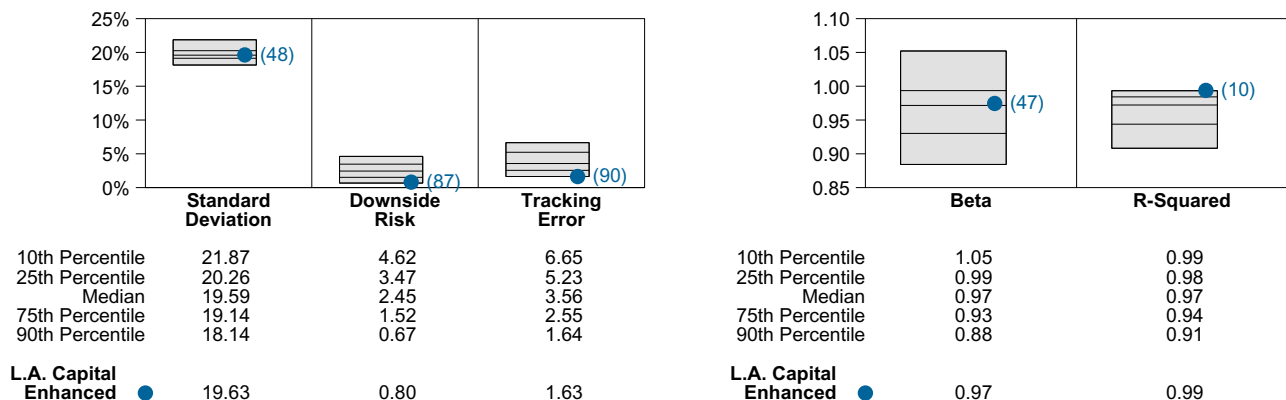 25%
20%
15%
10%
5%
0%
(48)
(87)
(90)
Standard Deviation
Downside Risk
Tracking Error
10th Percentile 21.87 4.62 6.65
25th Percentile 20.26 3.47 5.23
Median 19.59 2.45 3.56
75th Percentile 19.14 1.52 2.55
90th Percentile 18.14 0.67 1.64
L.A. Capital
Enhanced 19.63 0.80 1.63
1.10
1.05
1.00
0.95
0.90
0.85
(47)
(10)
Beta
R-Squared
10th Percentile 1.05 0.99
25th Percentile 0.99 0.98
Median 0.97 0.97
75th Percentile 0.93 0.94
90th Percentile 0.88 0.91
L.A. Capital
Enhanced 0.97 0.99